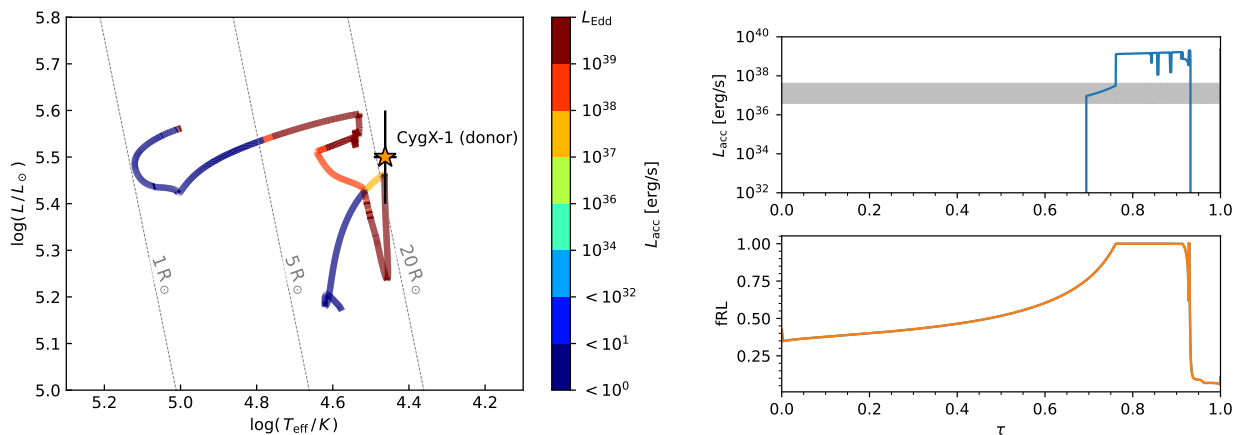 5.8
5.7
5.6
5.5
5.4
5.3
5.2
5.1
5.0
log(L/L☉)
5.2 5.0 4.8 4.6 4.4 4.2
log(Teff/K)
1 R☉
5 R☉
20 R☉
CygX-1 (donor)
LEdd
10^39
10^38
10^37
10^36
10^34
<10^32
<10^1
<10^0
Lacc [erg/s]
10^40
10^38
10^36
10^34
10^32
Lacc [erg/s]
0.0 0.2 0.4 0.6 0.8 1.0
1.00
0.75
0.50
0.25
fRL
0.0 0.2 0.4 0.6 0.8 1.0
τ